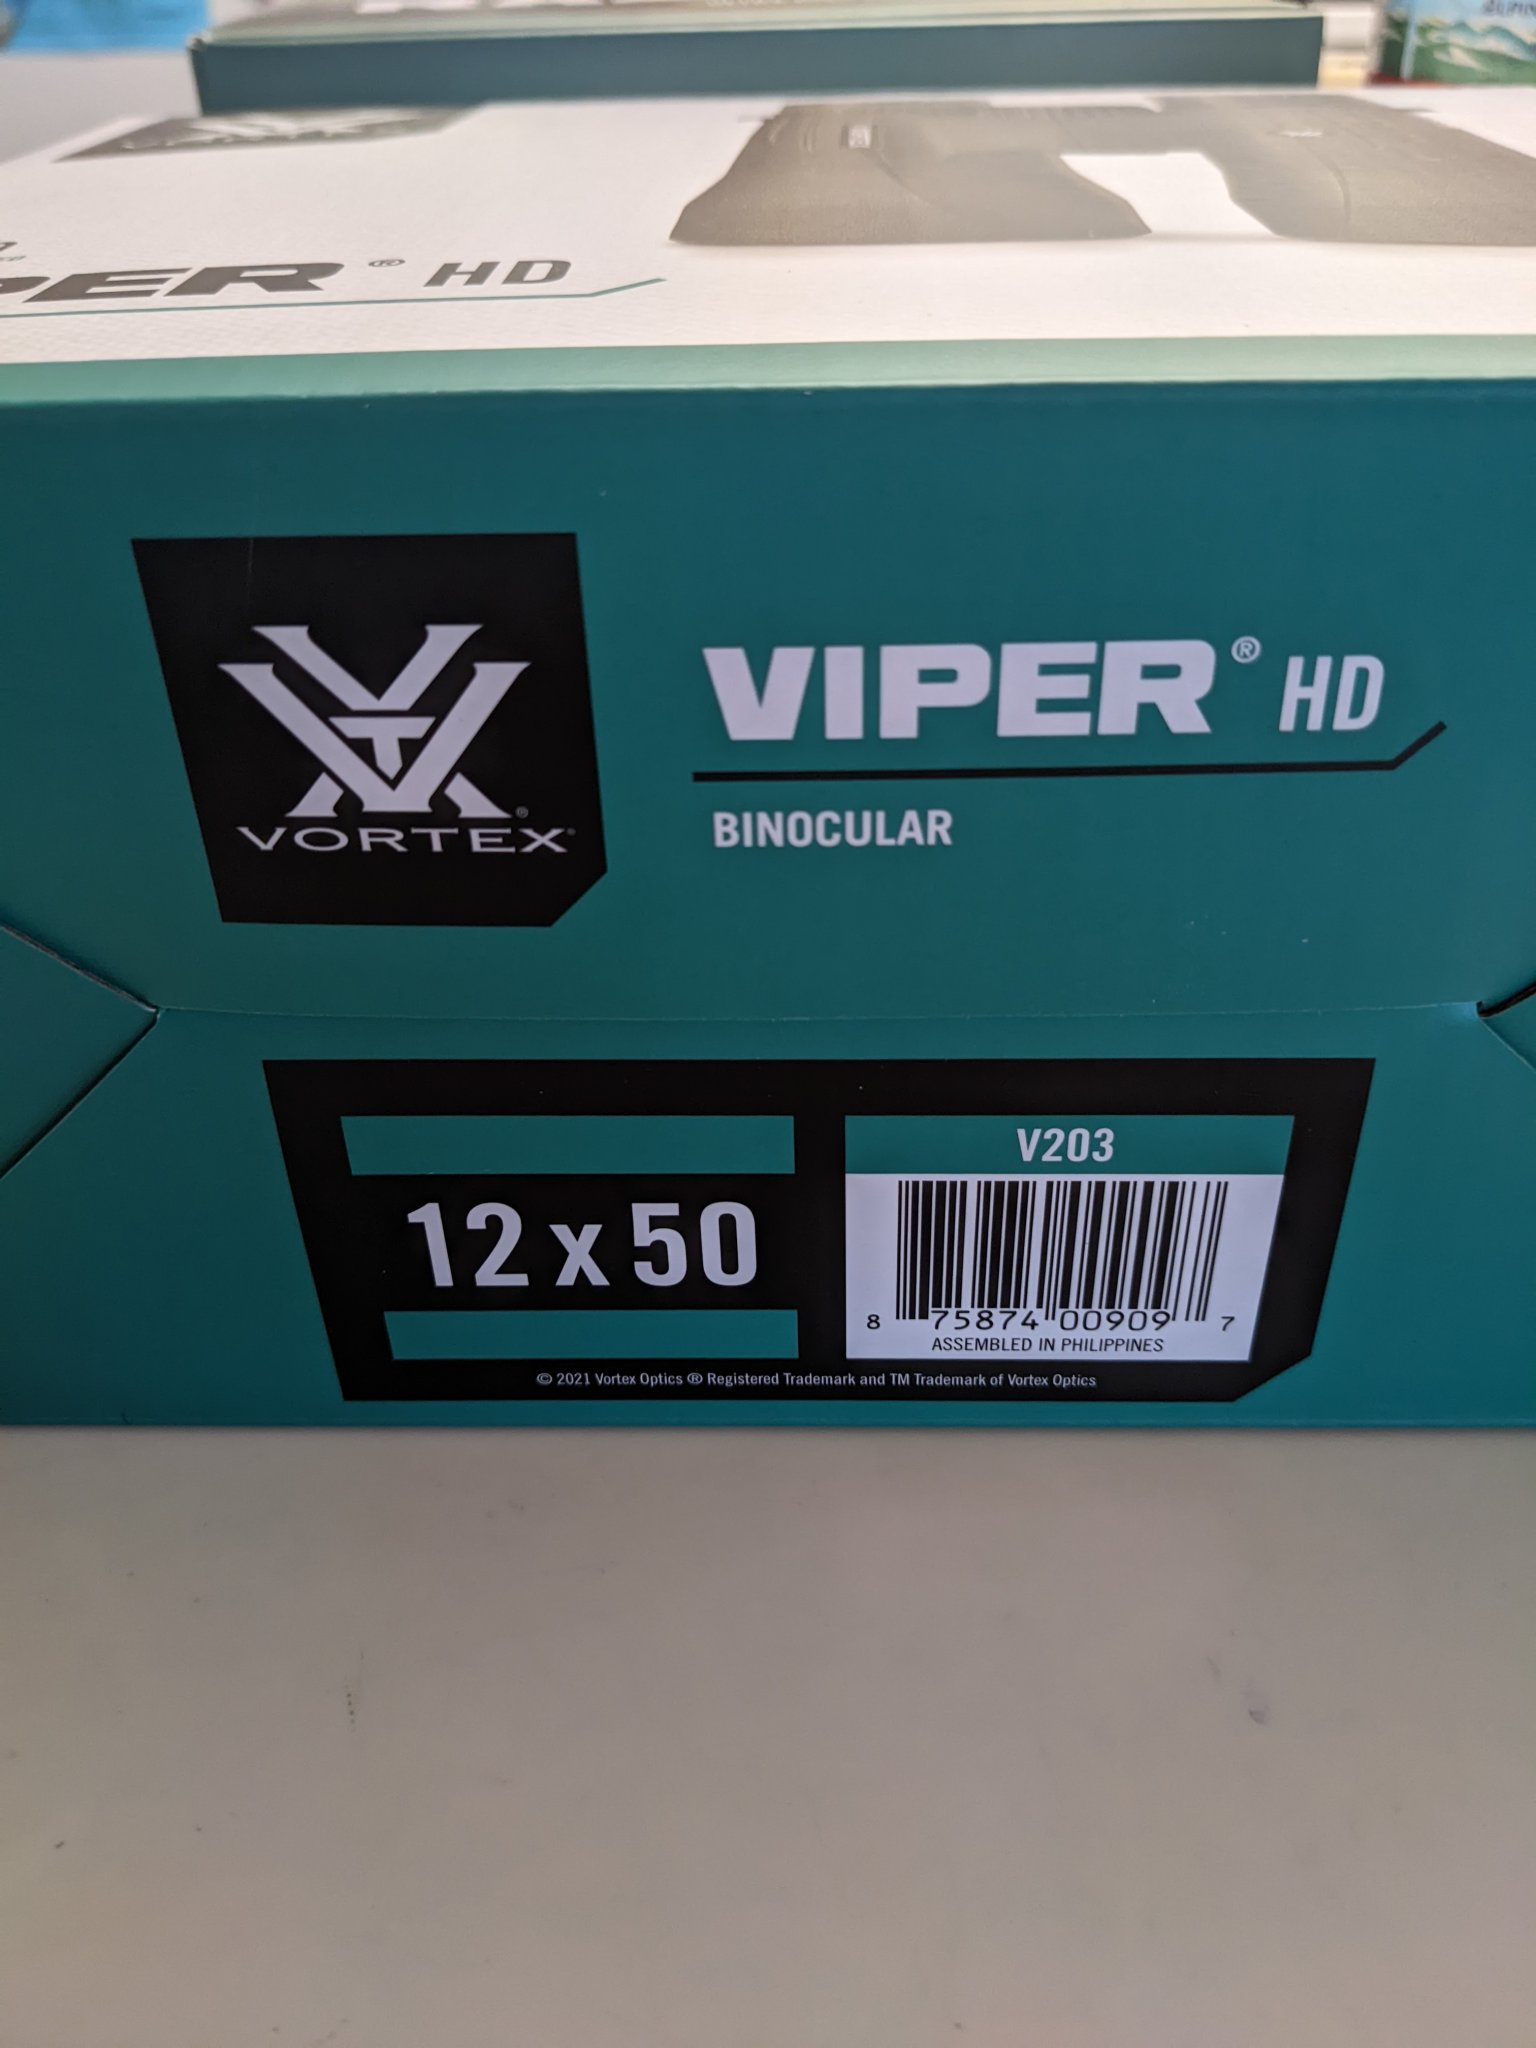 VIPER® HD
VORTEX®
VIPER® HD
BINOCULAR
V203
12 x 50
8 75874 00909 7
ASSEMBLED IN PHILIPPINES
© 2021 Vortex Optics ® Registered Trademark and TM Trademark of Vortex Optics